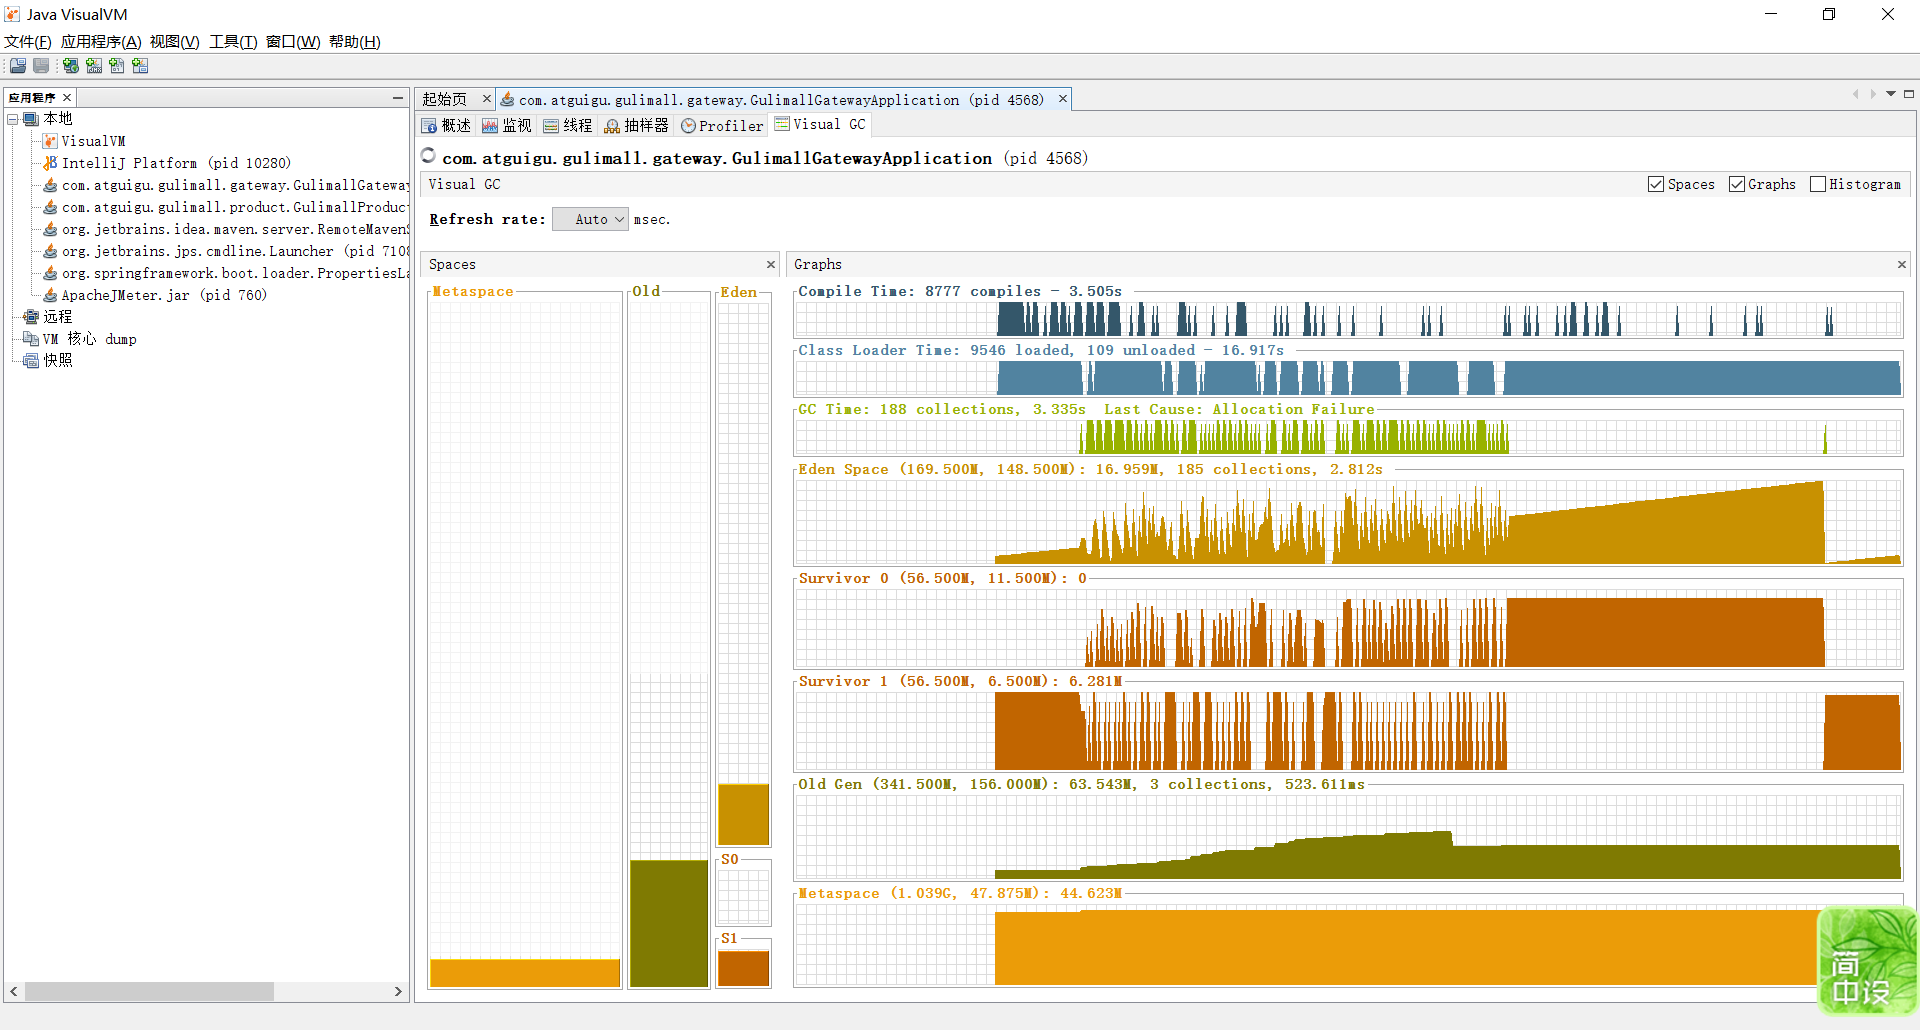 Java VisualVM
文件(F) 应用程序(A) 视图(V) 工具(T) 窗口(W) 帮助(H)
应用程序
本地
VisualVM
IntelliJ Platform (pid 10280)
com.atguigu.gulimall.gateway.GulimallGateway
com.atguigu.gulimall.product.GulimallProduct
org.jetbrains.idea.maven.server.RemoteMavenS
org.jetbrains.jps.cmdline.Launcher (pid 7108
org.springframework.boot.loader.PropertiesLa
ApacheJMeter.jar (pid 760)
远程
VM 核心 dump
快照
起始页 com.atguigu.gulimall.gateway.GulimallGatewayApplication (pid 4568)
概述 监视 线程 抽样器 Profiler Visual GC
com.atguigu.gulimall.gateway.GulimallGatewayApplication (pid 4568)
Visual GC Spaces Graphs Histogram
Refresh rate: Auto msec.
Spaces
Metaspace Old Eden
S0
S1
Graphs
Compile Time: 8777 compiles - 3.505s
Class Loader Time: 9546 loaded, 109 unloaded - 16.917s
GC Time: 188 collections, 3.335s Last Cause: Allocation Failure
Eden Space (169.500M, 148.500M): 16.959M, 185 collections, 2.812s
Survivor 0 (56.500M, 11.500M): 0
Survivor 1 (56.500M, 6.500M): 6.281M
Old Gen (341.500M, 156.000M): 63.543M, 3 collections, 523.611ms
Metaspace (1.039G, 47.875M): 44.623M
简
中设